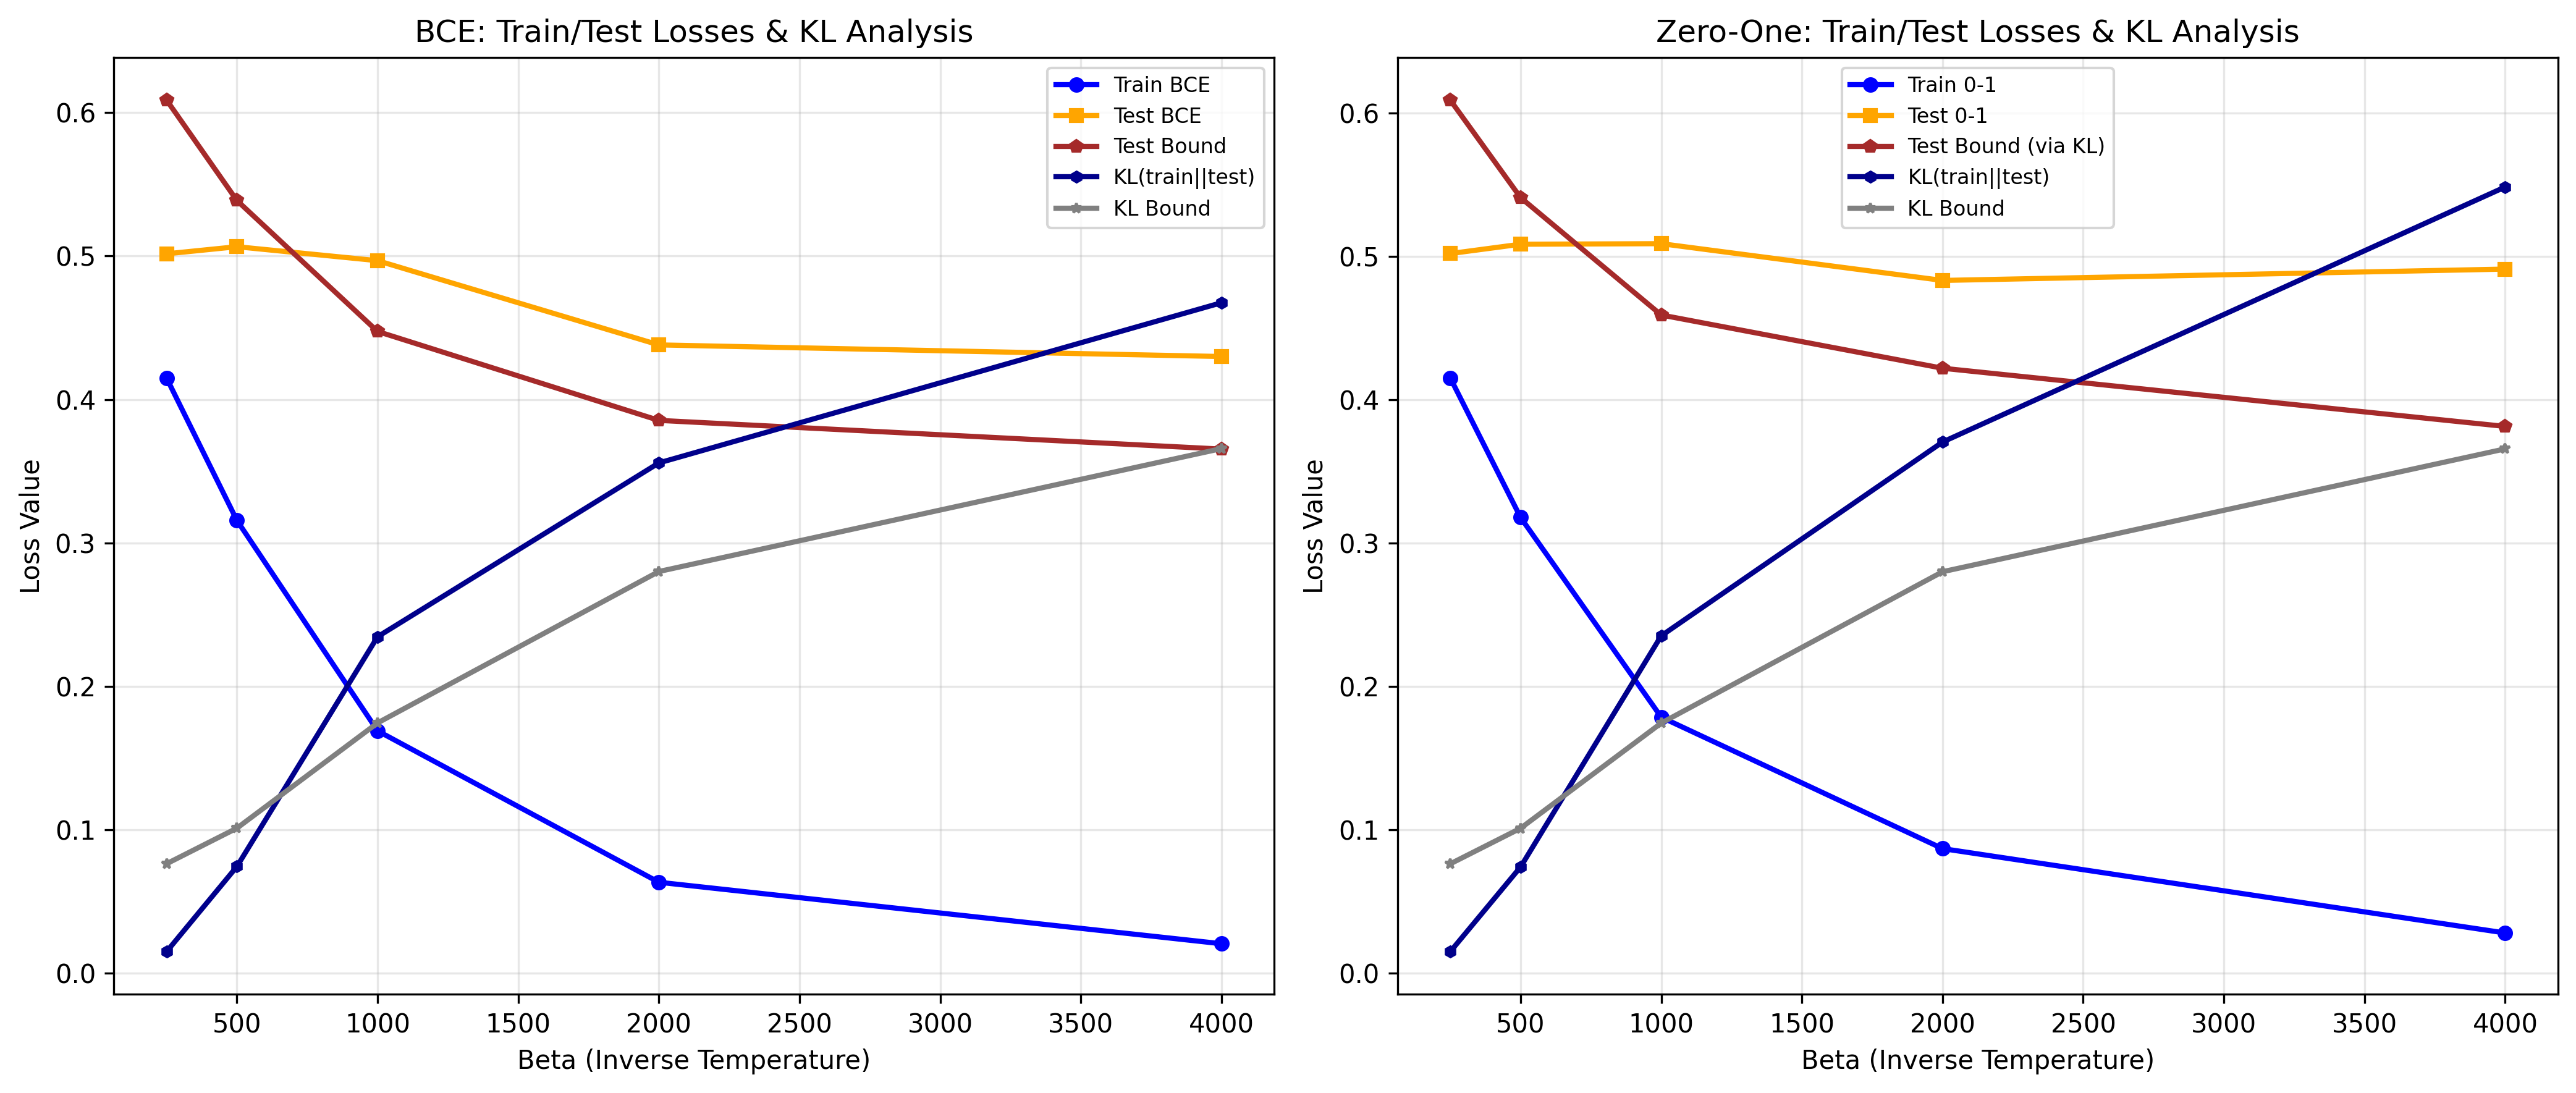 BCE: Train/Test Losses & KL Analysis
Train BCE
Test BCE
Test Bound
KL(train||test)
KL Bound
Loss Value
0.6
0.5
0.4
0.3
0.2
0.1
0.0
500 1000 1500 2000 2500 3000 3500 4000
Beta (Inverse Temperature)
Zero-One: Train/Test Losses & KL Analysis
Train 0-1
Test 0-1
Test Bound (via KL)
KL(train||test)
KL Bound
Loss Value
0.6
0.5
0.4
0.3
0.2
0.1
0.0
500 1000 1500 2000 2500 3000 3500 4000
Beta (Inverse Temperature)